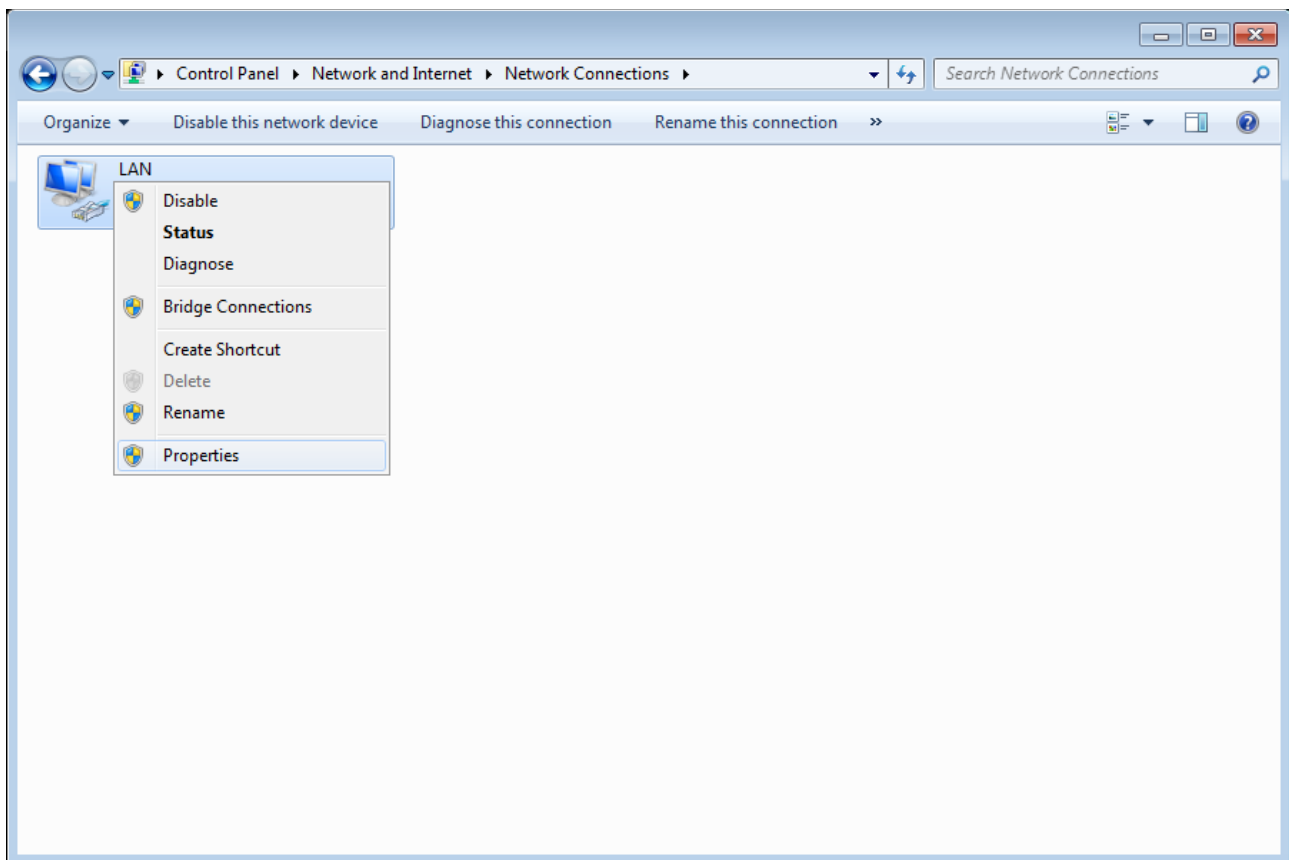 Control Panel Network and Internet Network Connections Search Network Connections
Organize Disable this network device Diagnose this connection Rename this connection »
LAN
Disable
Status
Diagnose
Bridge Connections
Create Shortcut
Delete
Rename
Properties